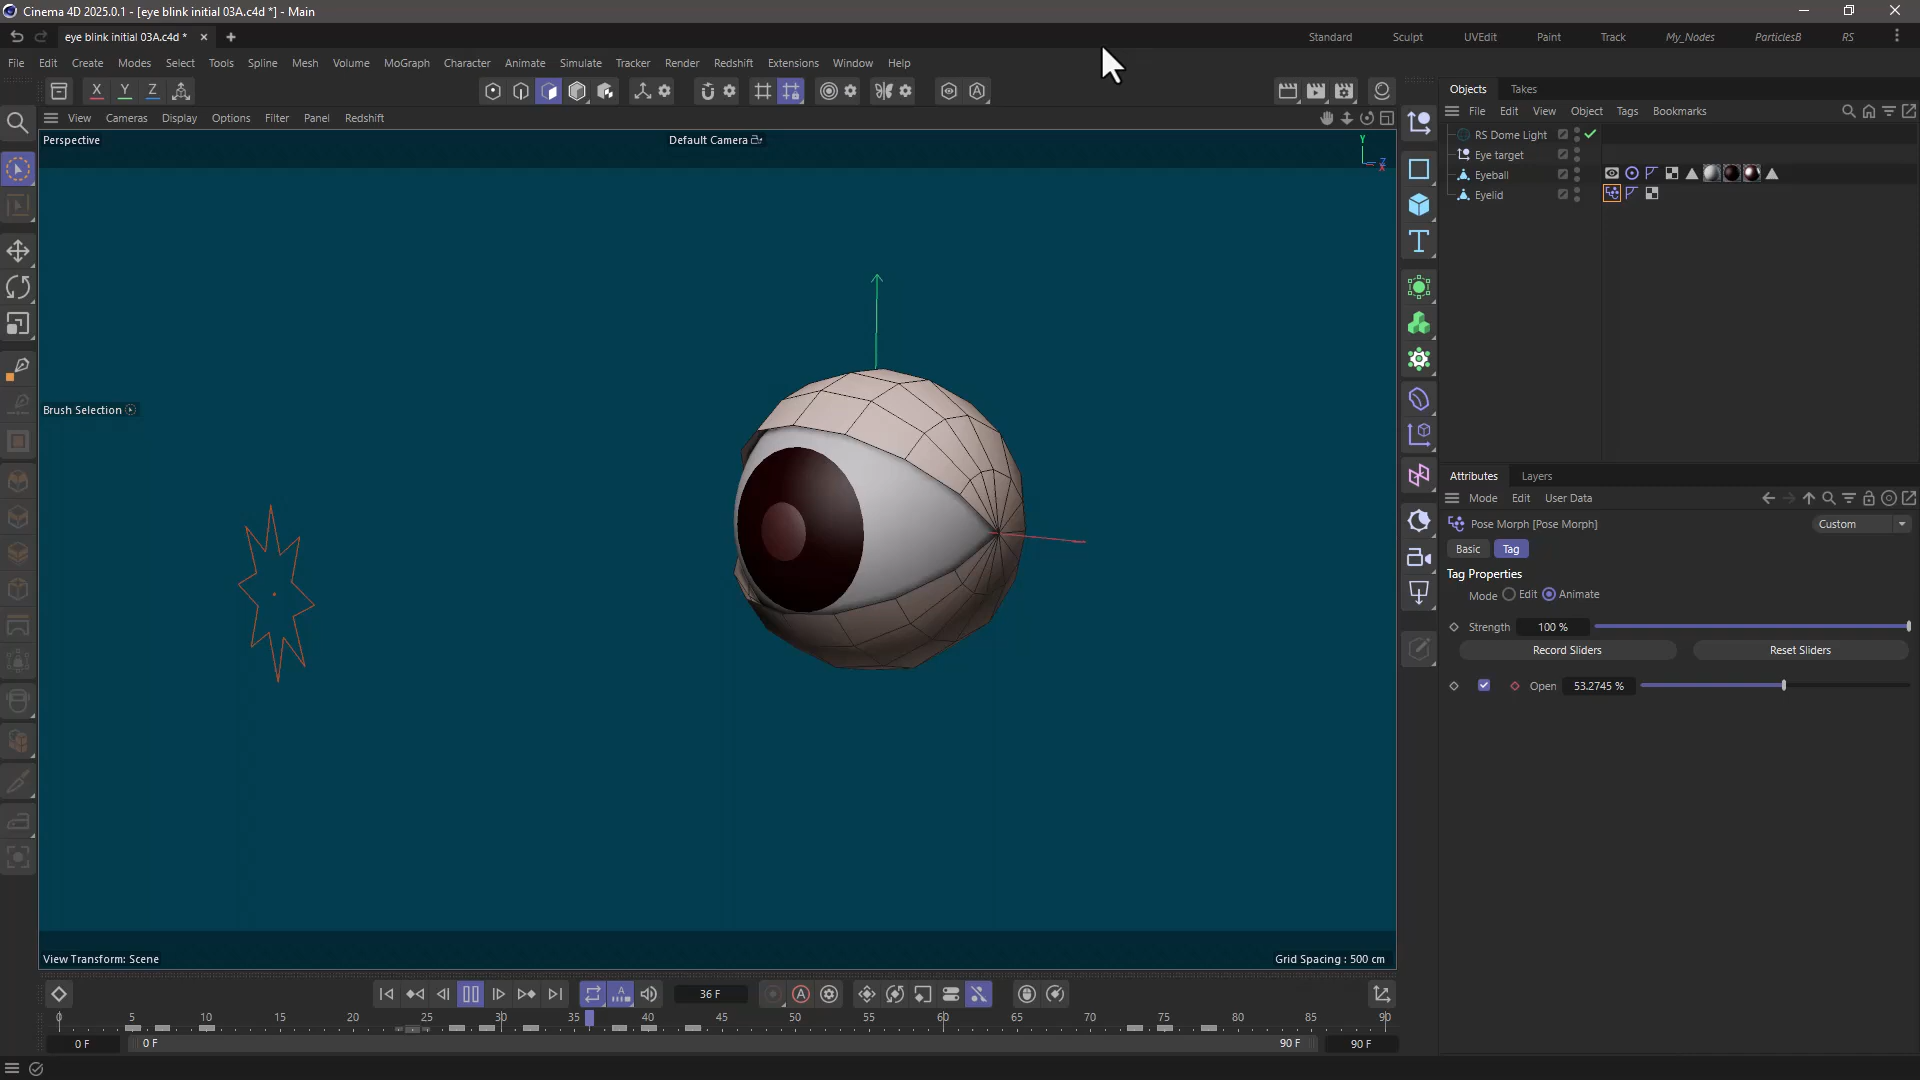 Cinema 4D 2025.0.1 - [eye blink initial 03A.c4d *] - Main
eye blink initial 03A.c4d *
Standard Sculpt UVEdit Paint Track My_Nodes ParticlesB RS
File Edit Create Modes Select Tools Spline Mesh Volume MoGraph Character Animate Simulate Tracker Render Redshift Extensions Window Help
X Y Z
Objects Takes
File Edit View Object Tags Bookmarks
View Cameras Display Options Filter Panel Redshift
Perspective
Default Camera
Y
Z
X
RS Dome Light
Eye target
Eyeball
Eyelid
Brush Selection
Attributes Layers
Mode Edit User Data
Pose Morph [Pose Morph]
Custom
Basic Tag
Tag Properties
Mode Edit Animate
Strength 100 %
Record Sliders Reset Sliders
Open 53.2745 %
View Transform: Scene
Grid Spacing : 500 cm
36 F
0 5 10 15 20 25 30 35 40 45 50 55 60 65 70 75 80 85 90
0 F 0 F 90 F 90 F